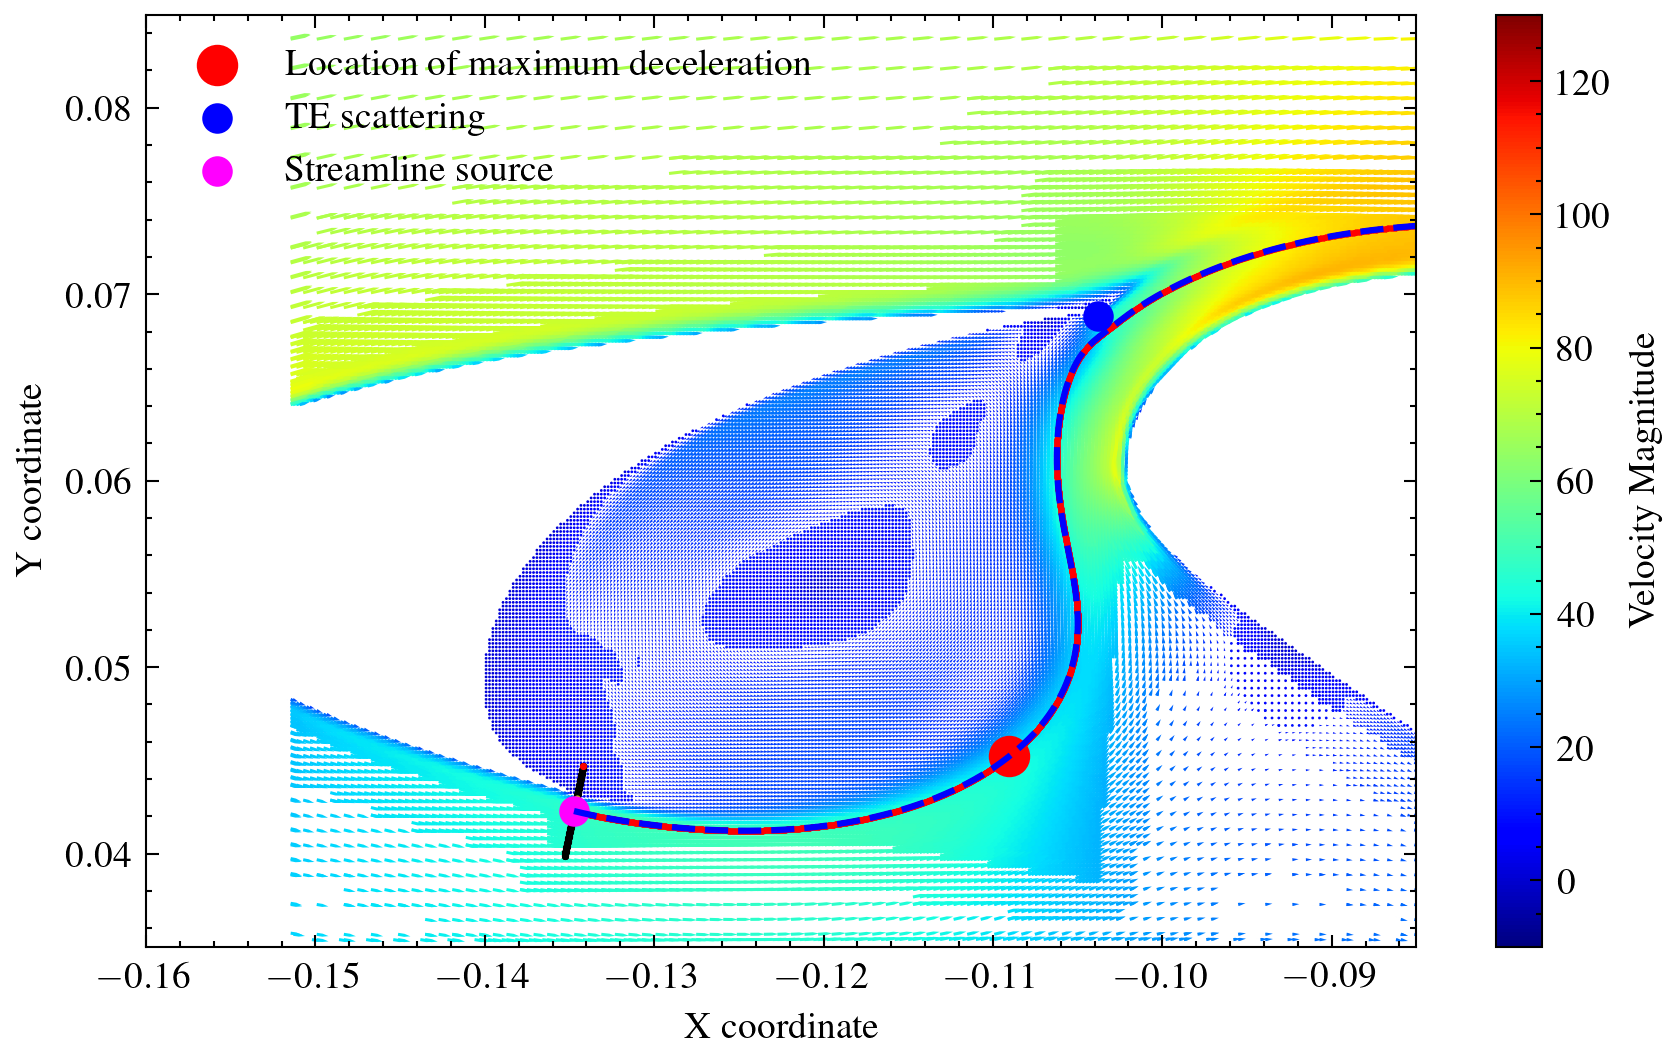 Location of maximum deceleration
TE scattering
Streamline source
0.08
0.07
0.06
0.05
0.04
Y coordinate
−0.16 −0.15 −0.14 −0.13 −0.12 −0.11 −0.10 −0.09
X coordinate
120
100
80
60
40
20
0
Velocity Magnitude